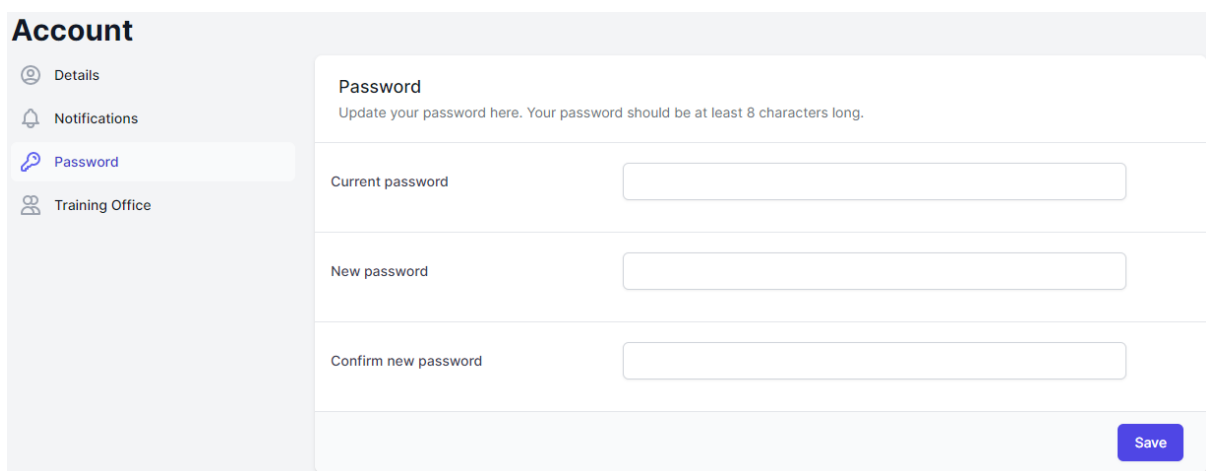 Account
Details
Notifications
Password
Training Office
Password
Update your password here. Your password should be at least 8 characters long.
Current password
New password
Confirm new password
Save